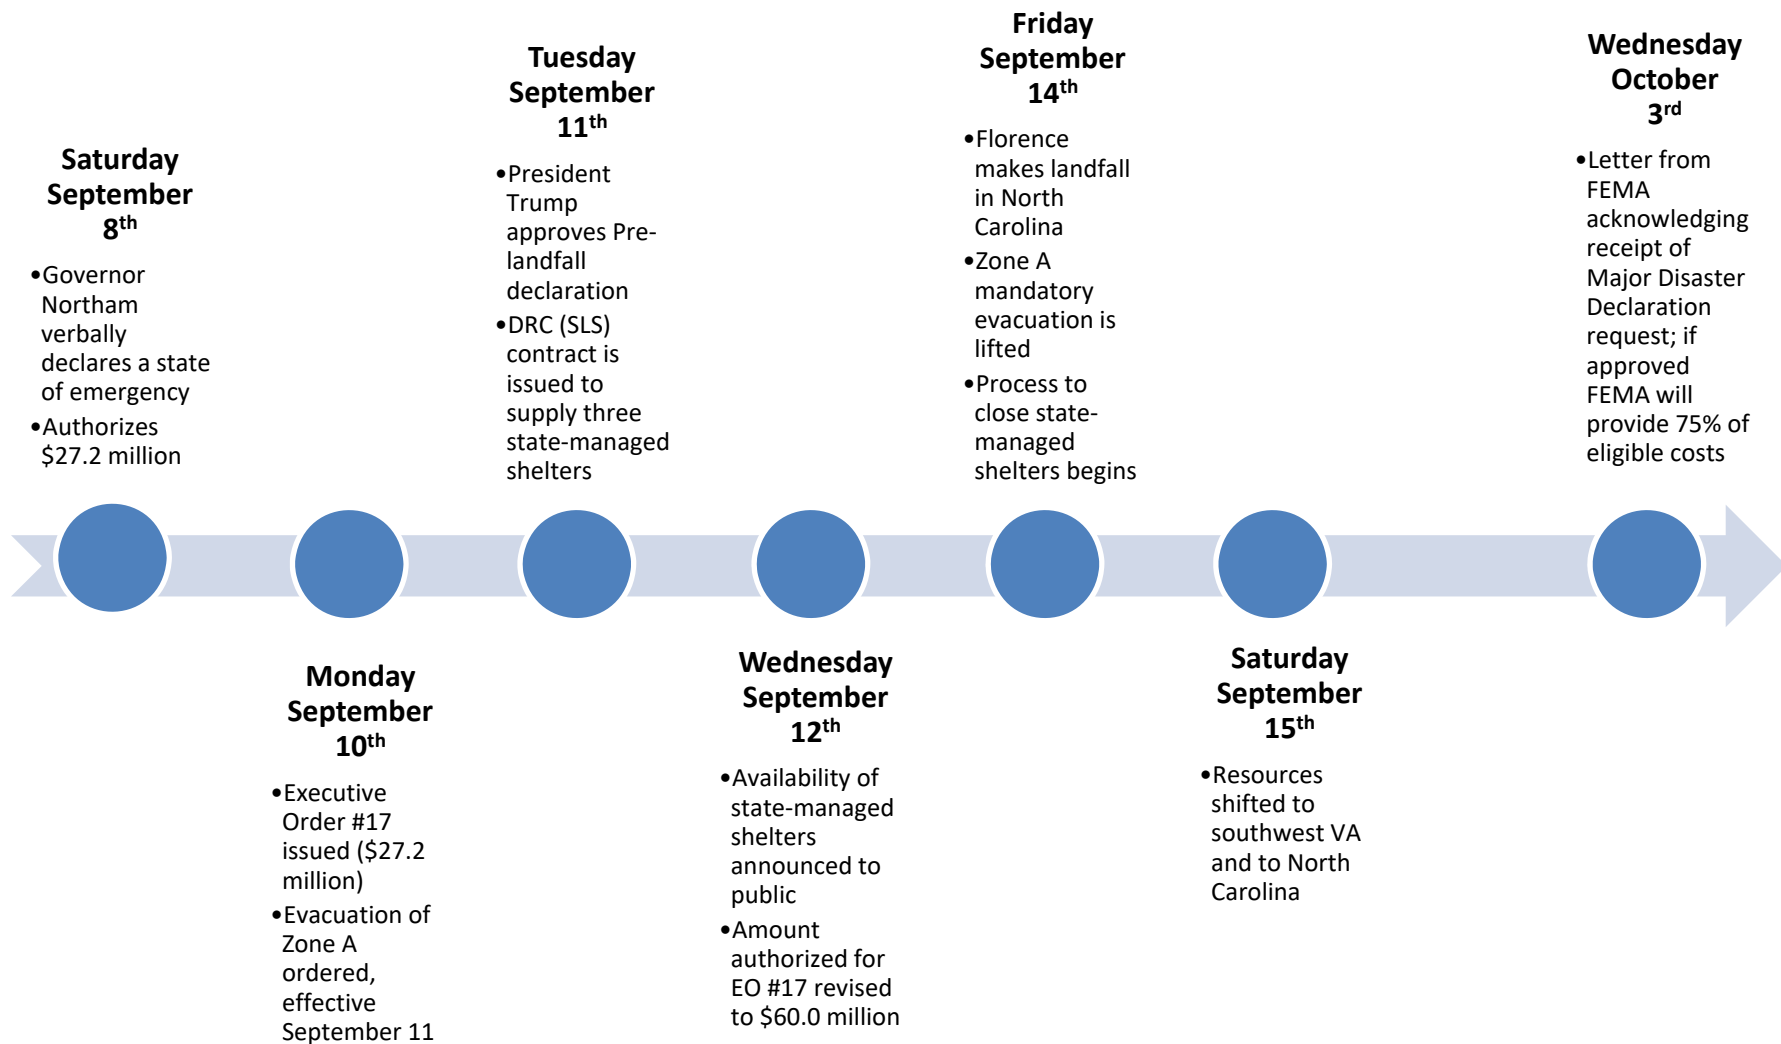 Saturday
September
8th
•Governor
Northam
verbally
declares a state
of emergency
•Authorizes
$27.2 million
Monday
September
10th
•Executive
Order #17
issued ($27.2
million)
•Evacuation of
Zone A
ordered,
effective
September 11
Tuesday
September
11th
•President
Trump
approves Pre-
landfall
declaration
•DRC (SLS)
contract is
issued to
supply three
state-managed
shelters
Wednesday
September
12th
•Availability of
state-managed
shelters
announced to
public
•Amount
authorized for
EO #17 revised
to $60.0 million
Friday
September
14th
•Florence
makes landfall
in North
Carolina
•Zone A
mandatory
evacuation is
lifted
•Process to
close state-
managed
shelters begins
Saturday
September
15th
•Resources
shifted to
southwest VA
and to North
Carolina
Wednesday
October
3rd
•Letter from
FEMA
acknowledging
receipt of
Major Disaster
Declaration
request; if
approved
FEMA will
provide 75% of
eligible costs